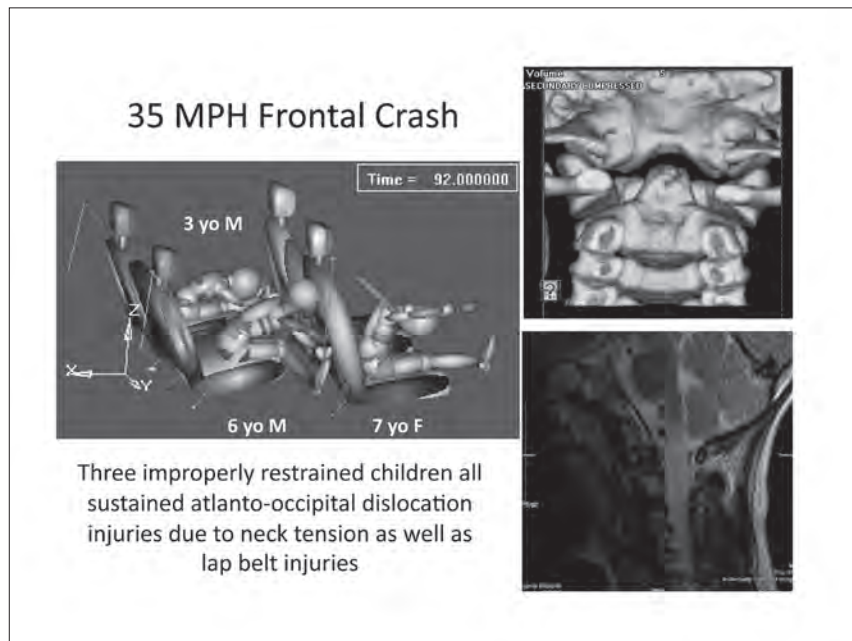 35 MPH Frontal Crash
Volume
SECUNDARY COMPRESSED
Time = 92.000000
3 yo M
Z
X
Y
6 yo M
7 yo F
Three improperly restrained children all
sustained atlanto-occipital dislocation
injuries due to neck tension as well as
lap belt injuries